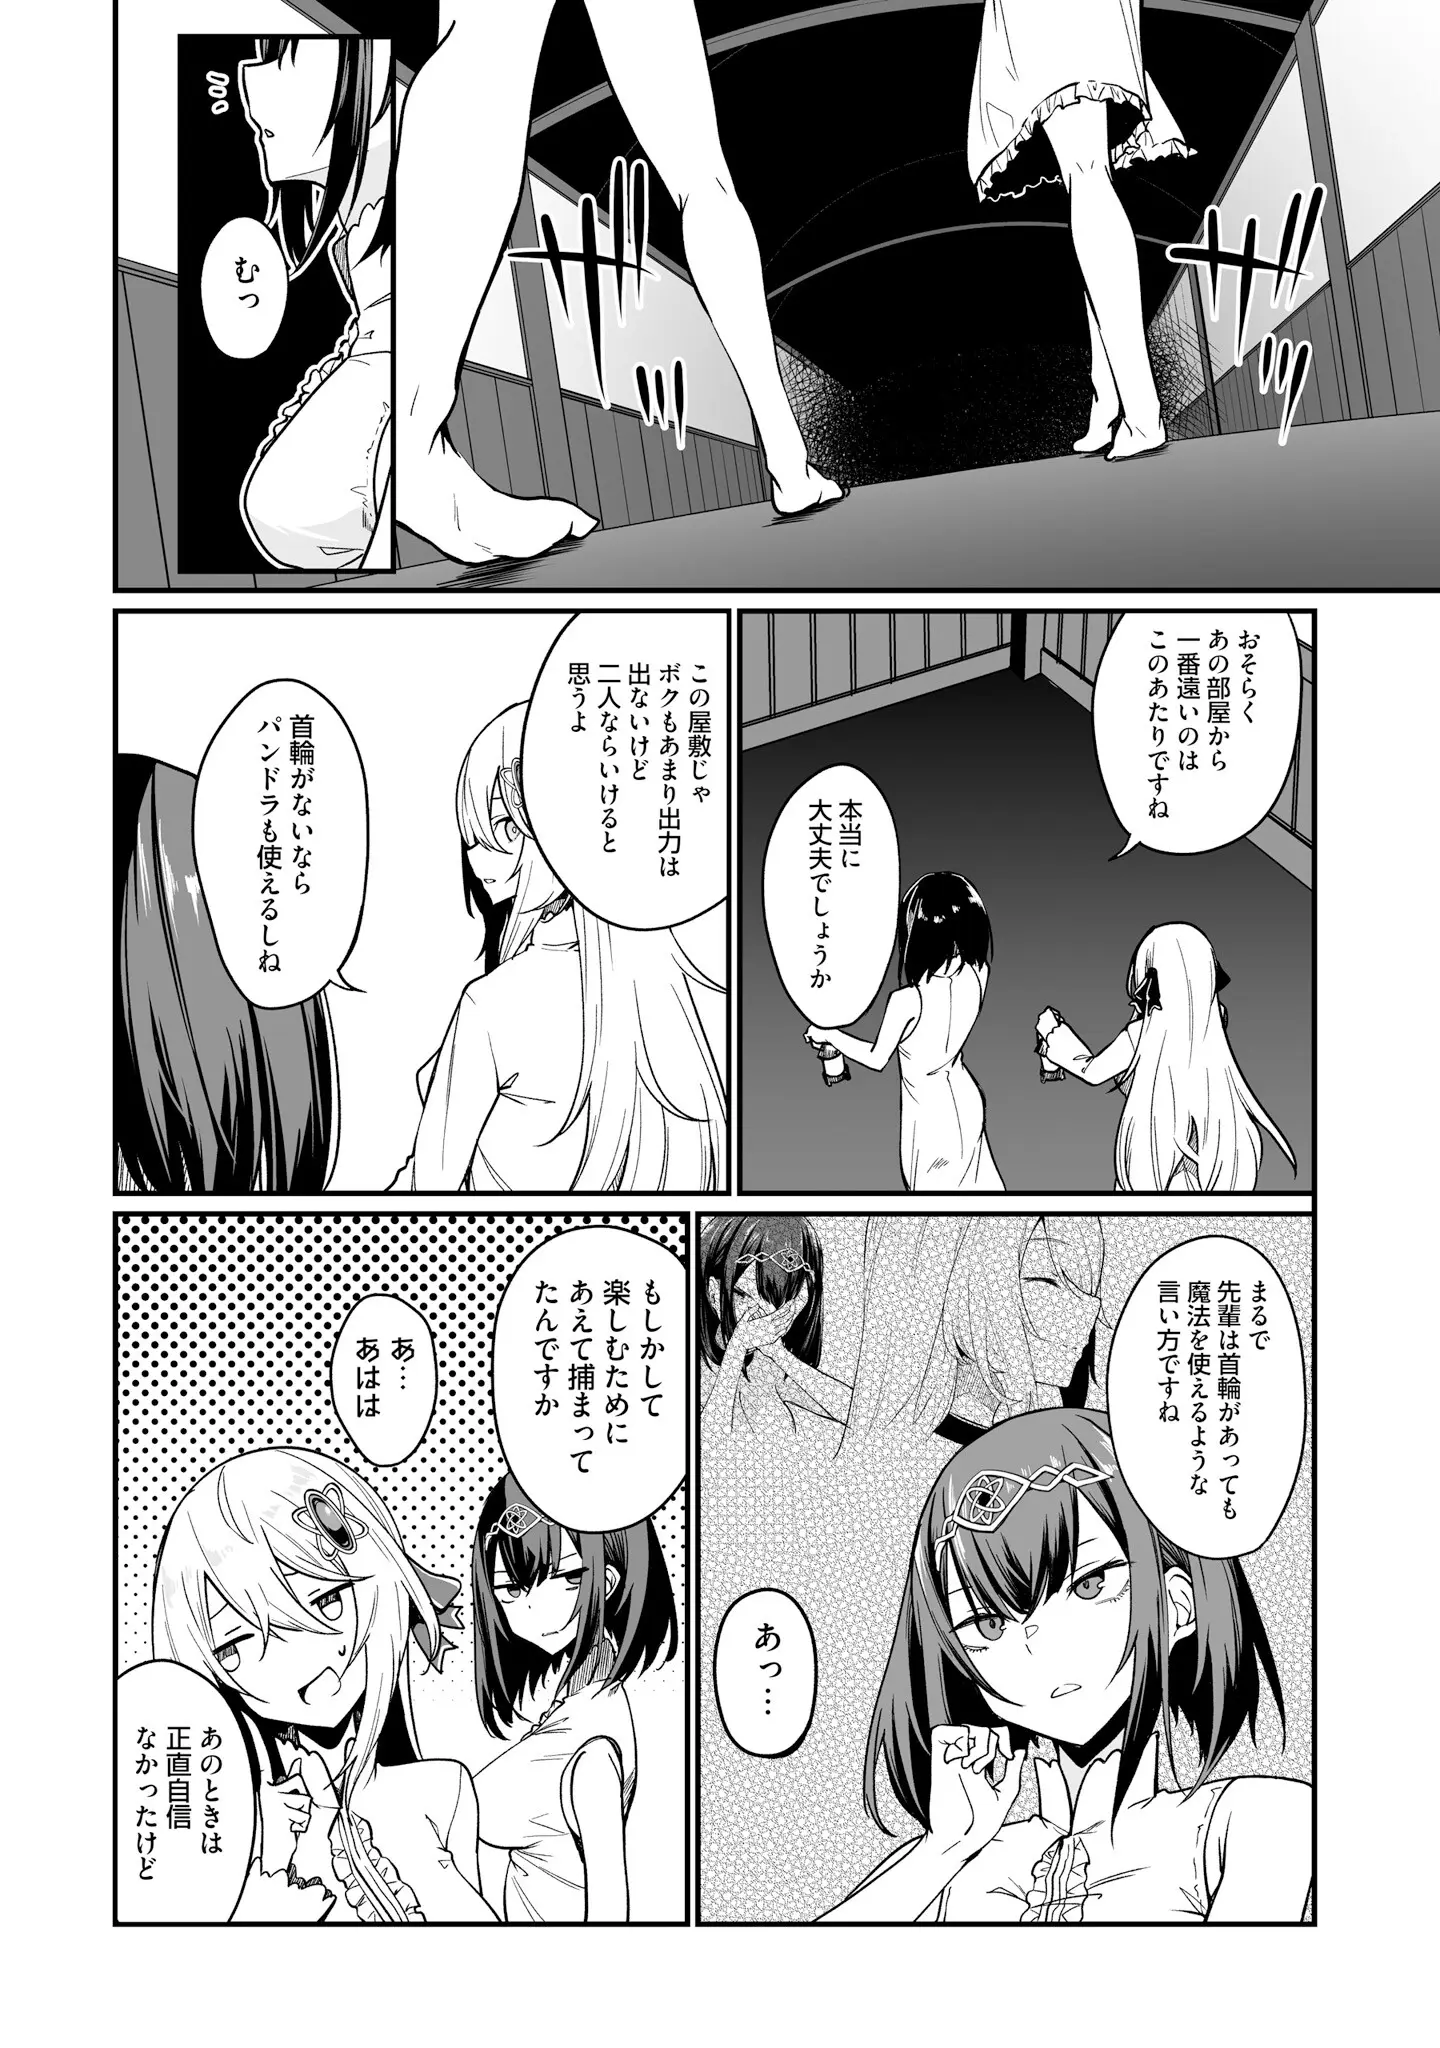 ギシッ
ギシッ
むっ
おそらく
あの部屋から
一番遠いのは
このあたりですね
本当に
大丈夫でしょうか
この屋敷じゃ
ボクもあまり出力は
出ないけど
二人ならいけると
思うよ
首輪がないなら
パンドラも使えるしね
まるで
先輩は首輪があっても
魔法を使えるような
言い方ですね
あっ…
もしかして
楽しむために
あえて捕まって
たんですか
あ…
あはは
あのときは
正直自信
なかったけど